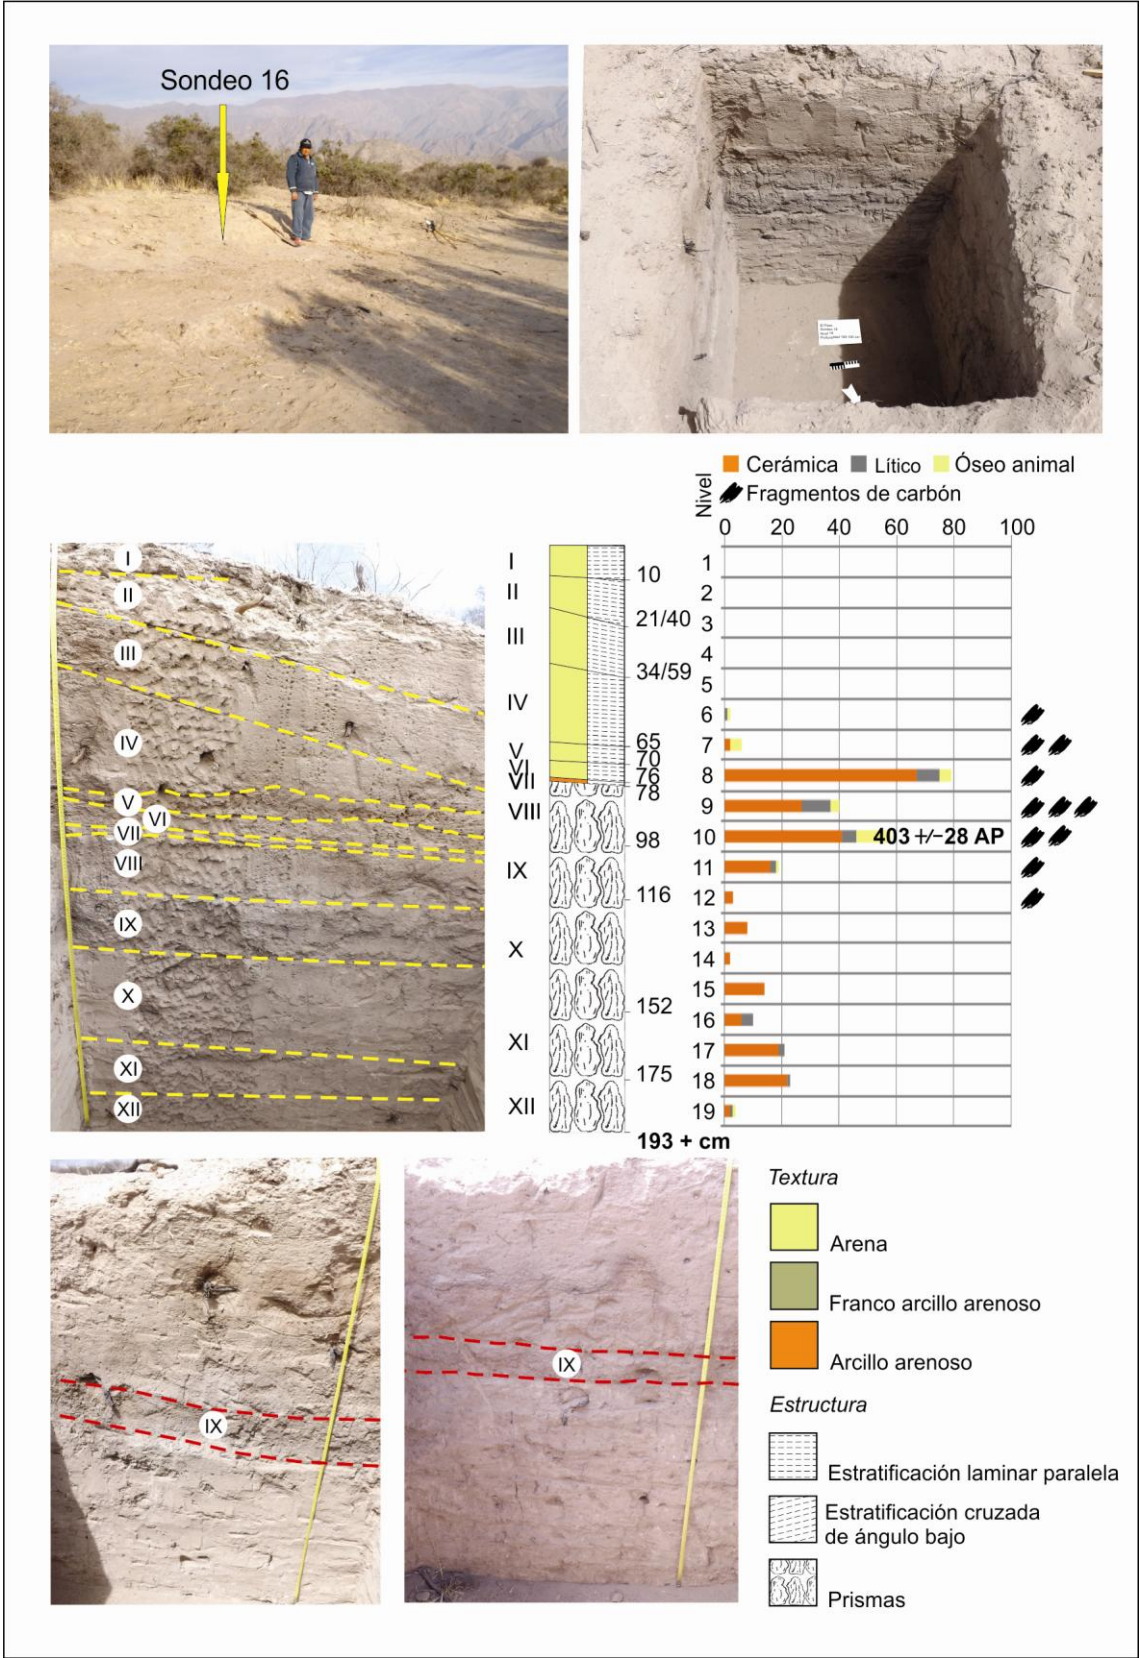 Sondeo 16
Cerámica Lítico Óseo animal
Fragmentos de carbón
Nivel
0 20 40 60 80 100
I
II
III
IV
V
VI
VII
VIII
IX
X
XI
XII
I
II
III
IV
V
VI
VII
VIII
IX
X
XI
XII
10
21/40
34/59
65
70
76
78
98
116
152
175
193 + cm
1
2
3
4
5
6
7
8
9
10 403 +/−28 AP
11
12
13
14
15
16
17
18
19
IX
IX
Textura
Arena
Franco arcillo arenoso
Arcillo arenoso
Estructura
Estratificación laminar paralela
Estratificación cruzada
de ángulo bajo
Prismas